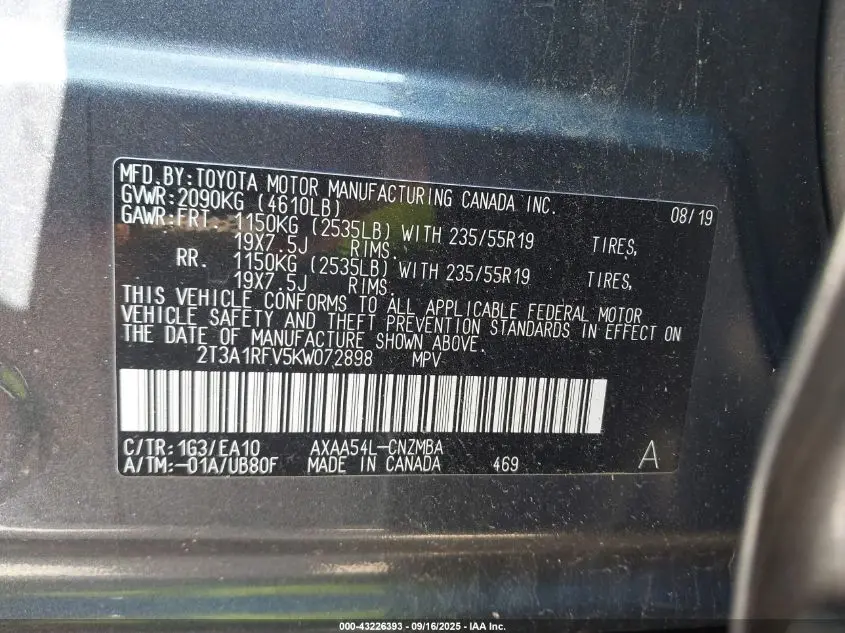 MFD.BY:TOYOTA MOTOR MANUFACTURING CANADA INC. 08/19
GVWR:2090KG (4610LB)
GAWR:FRT. 1150KG (2535LB) WITH 235/55R19 TIRES,
19X7.5J RIMS.
RR. 1150KG (2535LB) WITH 235/55R19 TIRES,
19X7.5J RIMS.
THIS VEHICLE CONFORMS TO ALL APPLICABLE FEDERAL MOTOR
VEHICLE SAFETY AND THEFT PREVENTION STANDARDS IN EFFECT ON
THE DATE OF MANUFACTURE SHOWN ABOVE.
2T3A1RFV5KW072898 MPV
C/TR:1G3/EA10 AXAA54L-CNZMBA
A/TM:-01A/UB80F MADE IN CANADA 469 A
000-43226393 - 09/16/2025 - IAA Inc.